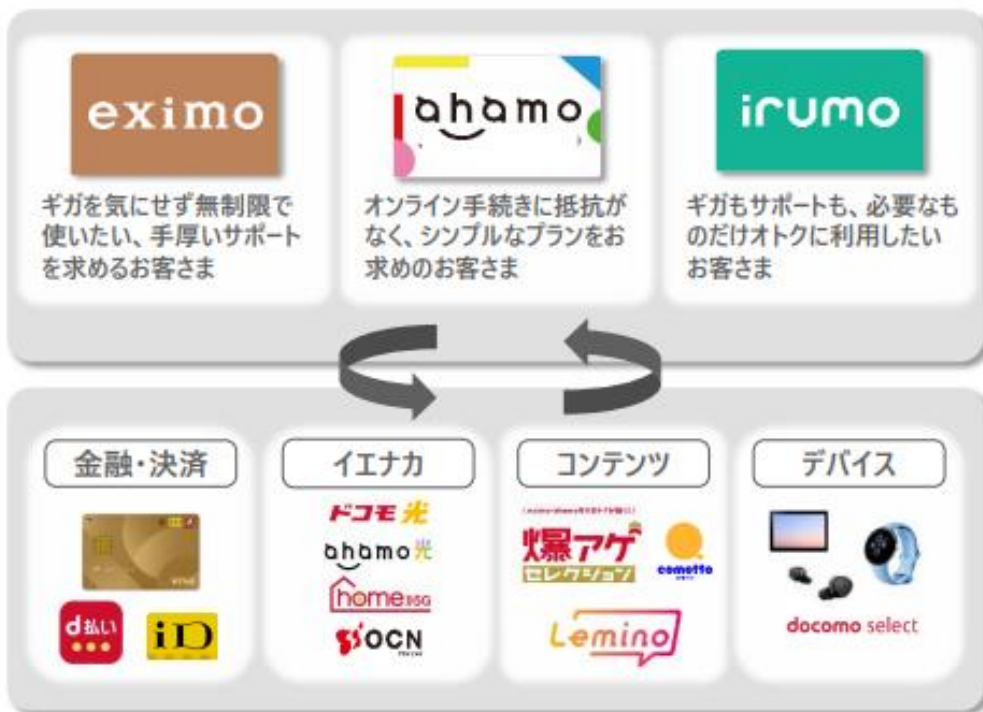 eximo
ahamo
irumo
ギガを気にせず無制限で
使いたい、手厚いサポート
を求めるお客さま
オンライン手続きに抵抗が
なく、シンプルなプランをお
求めのお客さま
ギガもサポートも、必要なも
のだけオトクに利用したい
お客さま
金融・決済
イエナカ
コンテンツ
デバイス
d払い
iD
ドコモ光
ahamo光
home 5G
OCN
爆アゲ
セレクション
comotto
Lemino
docomo select